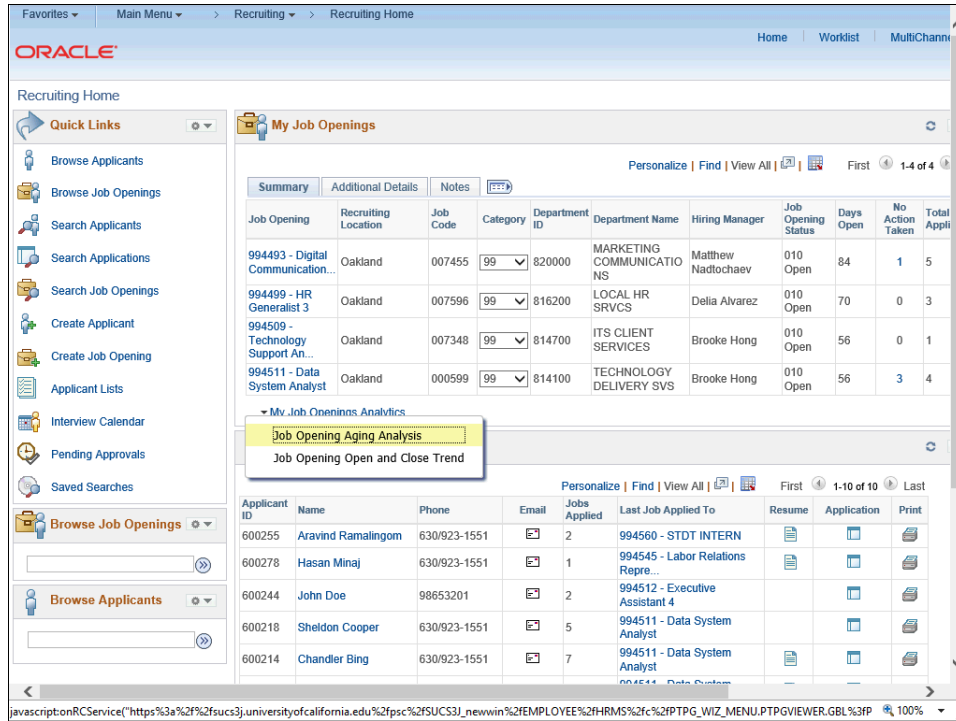 Favorites Main Menu > Recruiting > Recruiting Home
ORACLE
Home Worklist MultiChanne
Recruiting Home
Quick Links
Browse Applicants
Browse Job Openings
Search Applicants
Search Applications
Search Job Openings
Create Applicant
Create Job Opening
Applicant Lists
Interview Calendar
Pending Approvals
Saved Searches
Browse Job Openings
Browse Applicants
My Job Openings
Personalize | Find | View All | | First 1-4 of 4
Summary Additional Details Notes
Job Opening Recruiting Location Job Code Category Department ID Department Name Hiring Manager Job Opening Status Days Open No Action Taken Total Appli
994493 - Digital Communication... Oakland 007455 99 820000 MARKETING COMMUNICATIO NS Matthew Nadtochaev 010 Open 84 1 5
994499 - HR Generalist 3 Oakland 007596 99 816200 LOCAL HR SRVCS Delia Alvarez 010 Open 70 0 3
994509 - Technology Support An... Oakland 007348 99 814700 ITS CLIENT SERVICES Brooke Hong 010 Open 56 0 1
994511 - Data System Analyst Oakland 000599 99 814100 TECHNOLOGY DELIVERY SVS Brooke Hong 010 Open 56 3 4
My Job Openings Analytics
Job Opening Aging Analysis
Job Opening Open and Close Trend
Personalize | Find | View All | | First 1-10 of 10 Last
Applicant ID Name Phone Email Jobs Applied Last Job Applied To Resume Application Print
600255 Aravind Ramalingom 630/923-1551 2 994560 - STDT INTERN
600278 Hasan Minaj 630/923-1551 1 994545 - Labor Relations Repre...
600244 John Doe 98653201 2 994512 - Executive Assistant 4
600218 Sheldon Cooper 630/923-1551 5 994511 - Data System Analyst
600214 Chandler Bing 630/923-1551 7 994511 - Data System Analyst
994511 - Data System
javascript:onRCService("https%3a%2f%2fsucs3j.universityofcalifornia.edu%2fpsc%2fSUCS3J_newwin%2fEMPLOYEE%2fHRMS%2fc%2fPTPG_WIZ_MENU.PTPGVIEWER.GBL%3fP 100%